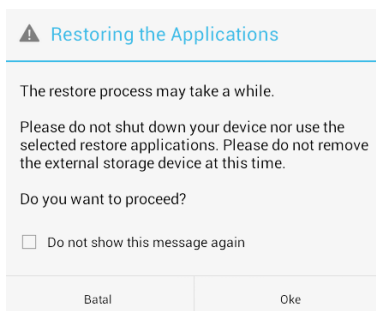 Restoring the Applications
The restore process may take a while.
Please do not shut down your device nor use the
selected restore applications. Please do not remove
the external storage device at this time.
Do you want to proceed?
Do not show this message again
Batal
Oke